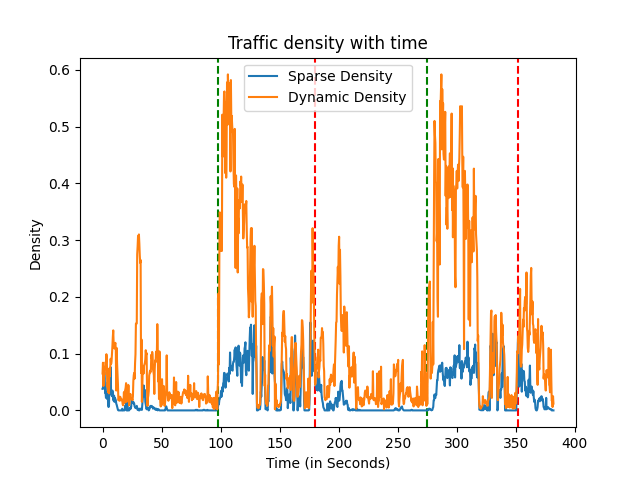 Traffic density with time
Sparse Density
Dynamic Density
Density
0.6
0.5
0.4
0.3
0.2
0.1
0.0
0 50 100 150 200 250 300 350 400
Time (in Seconds)